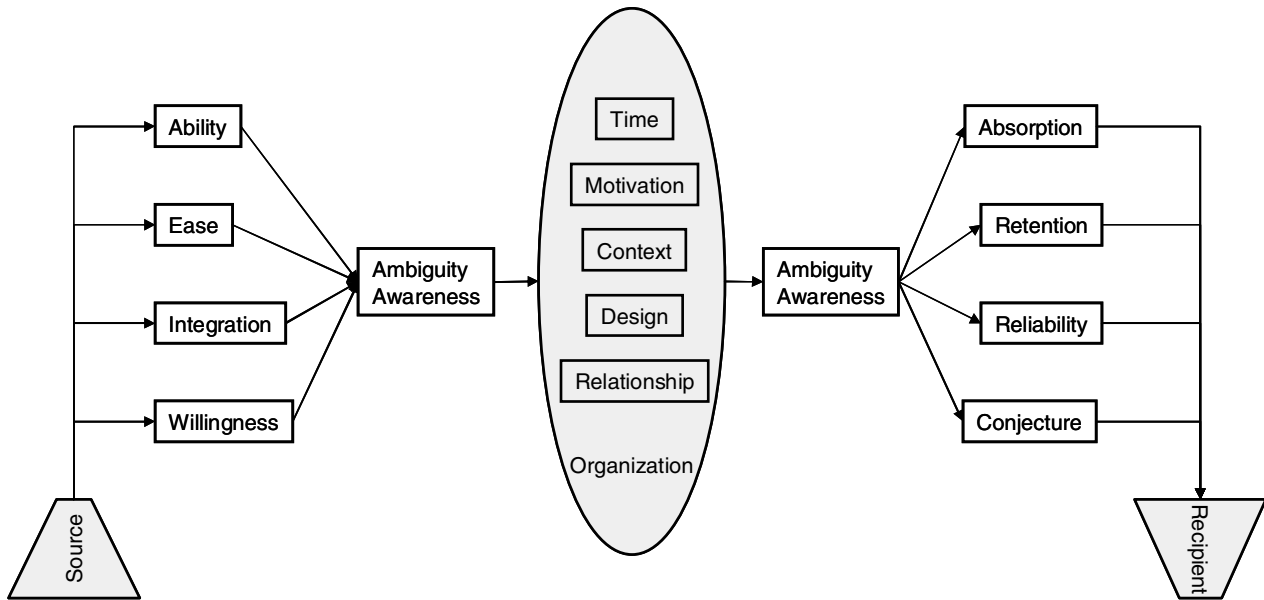 Source
Ability
Ease
Integration
Willingness
Ambiguity
Awareness
Time
Motivation
Context
Design
Relationship
Organization
Ambiguity
Awareness
Absorption
Retention
Reliability
Conjecture
Recipient